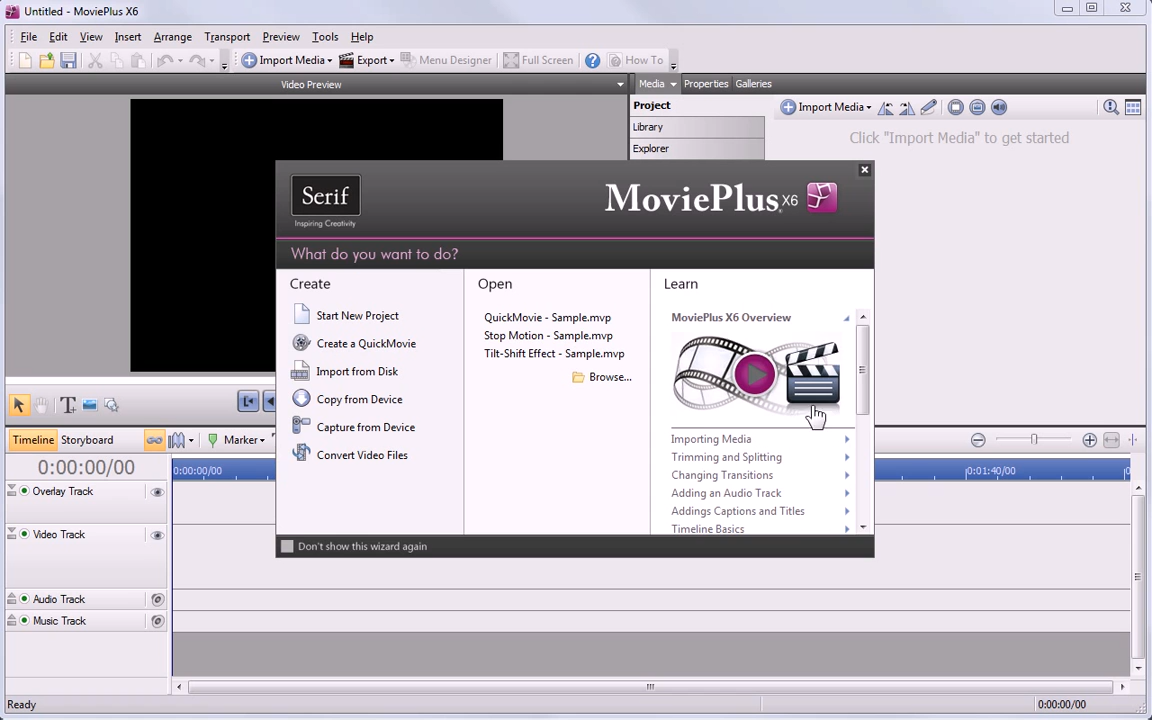 Untitled - MoviePlus X6
File Edit View Insert Arrange Transport Preview Tools Help
Import Media Export Menu Designer Full Screen How To
Video Preview
Media Properties Galleries
Project
Import Media
Library
Click "Import Media" to get started
Explorer
Serif
Inspiring Creativity
MoviePlus X6
What do you want to do?
Create
Start New Project
Create a QuickMovie
Import from Disk
Copy from Device
Capture from Device
Convert Video Files
Open
QuickMovie - Sample.mvp
Stop Motion - Sample.mvp
Tilt-Shift Effect - Sample.mvp
Browse...
Learn
MoviePlus X6 Overview
Importing Media
Trimming and Splitting
Changing Transitions
Adding an Audio Track
Addings Captions and Titles
Timeline Basics
Don't show this wizard again
Timeline Storyboard
Marker
0:00:00/00
0:00:00/00
0:01:40/00
Overlay Track
Video Track
Audio Track
Music Track
Ready
0:00:00/00